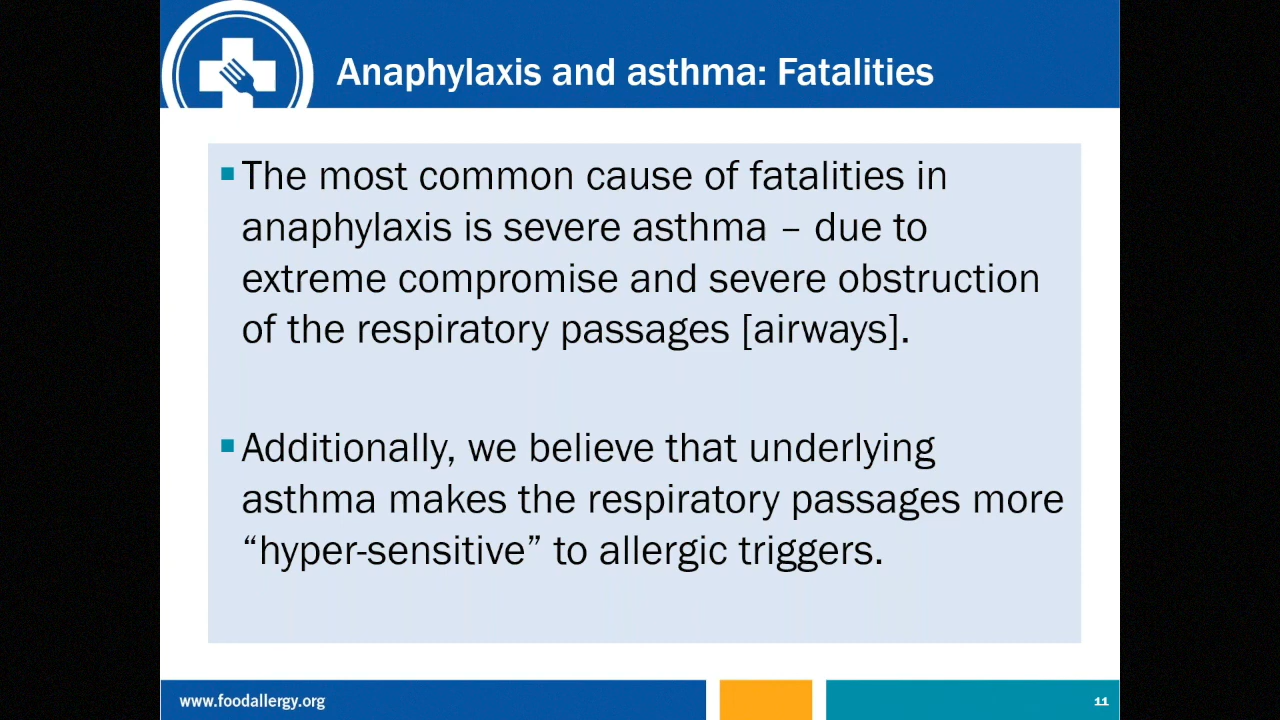 Anaphylaxis and asthma: Fatalities
▪ The most common cause of fatalities in
anaphylaxis is severe asthma – due to
extreme compromise and severe obstruction
of the respiratory passages [airways].
▪ Additionally, we believe that underlying
asthma makes the respiratory passages more
“hyper-sensitive” to allergic triggers.
www.foodallergy.org
11